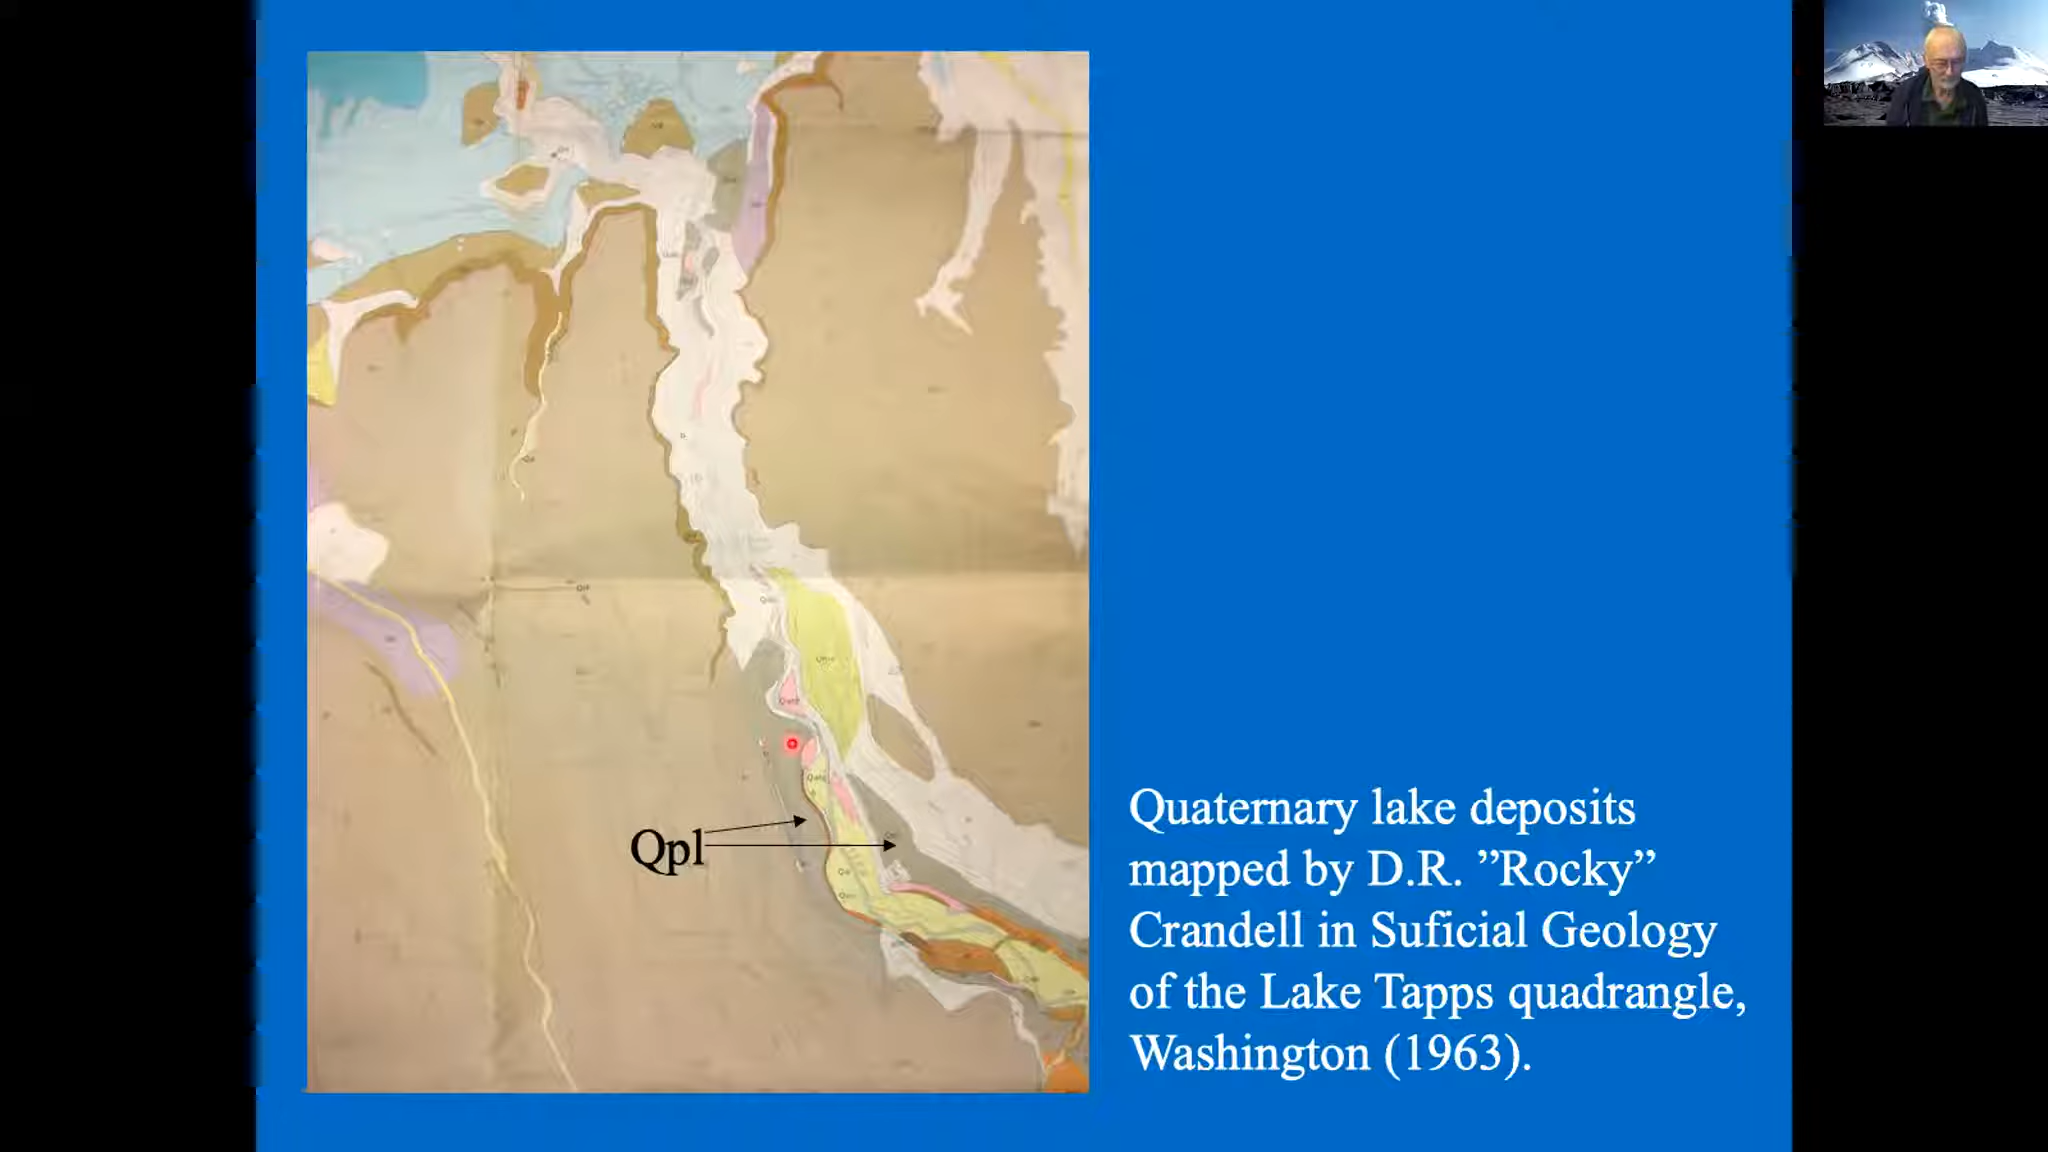 Qpl
Quaternary lake deposits
mapped by D.R. ”Rocky”
Crandell in Suficial Geology
of the Lake Tapps quadrangle,
Washington (1963).